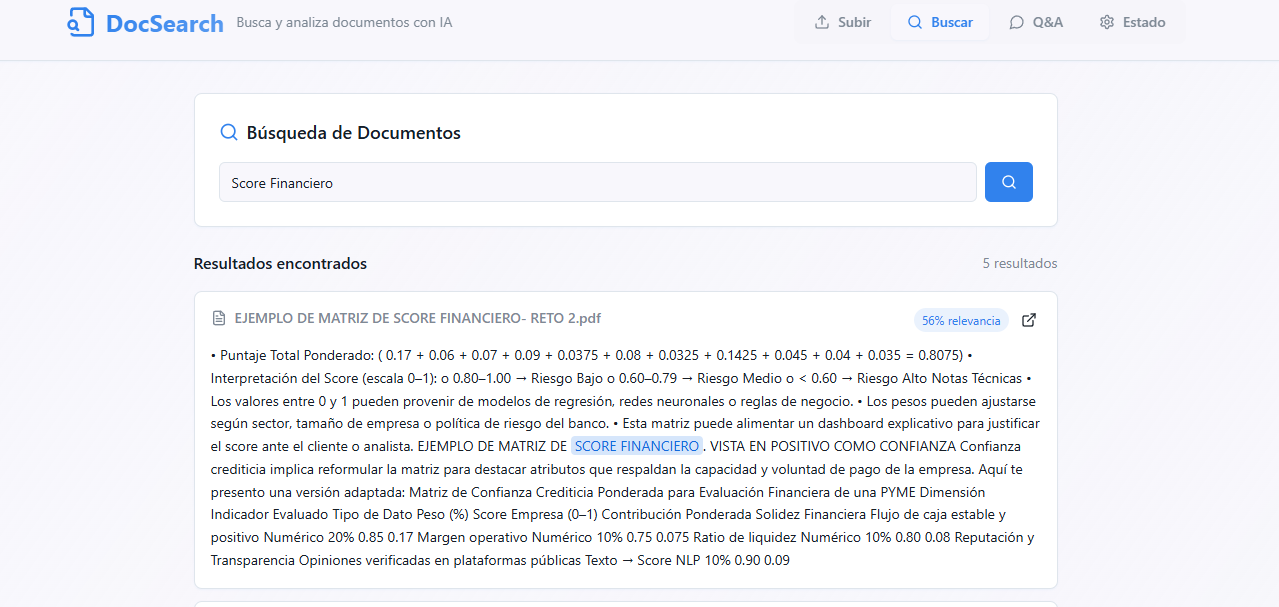 DocSearch Busca y analiza documentos con IA Subir Buscar Q&A Estado
Búsqueda de Documentos
Score Financiero
Resultados encontrados 5 resultados
EJEMPLO DE MATRIZ DE SCORE FINANCIERO- RETO 2.pdf 56% relevancia
• Puntaje Total Ponderado: ( 0.17 + 0.06 + 0.07 + 0.09 + 0.0375 + 0.08 + 0.0325 + 0.1425 + 0.045 + 0.04 + 0.035 = 0.8075) •
Interpretación del Score (escala 0–1): o 0.80–1.00 → Riesgo Bajo o 0.60–0.79 → Riesgo Medio o < 0.60 → Riesgo Alto Notas Técnicas •
Los valores entre 0 y 1 pueden provenir de modelos de regresión, redes neuronales o reglas de negocio. • Los pesos pueden ajustarse
según sector, tamaño de empresa o política de riesgo del banco. • Esta matriz puede alimentar un dashboard explicativo para justificar
el score ante el cliente o analista. EJEMPLO DE MATRIZ DE SCORE FINANCIERO. VISTA EN POSITIVO COMO CONFIANZA Confianza
crediticia implica reformular la matriz para destacar atributos que respaldan la capacidad y voluntad de pago de la empresa. Aquí te
presento una versión adaptada: Matriz de Confianza Crediticia Ponderada para Evaluación Financiera de una PYME Dimensión
Indicador Evaluado Tipo de Dato Peso (%) Score Empresa (0–1) Contribución Ponderada Solidez Financiera Flujo de caja estable y
positivo Numérico 20% 0.85 0.17 Margen operativo Numérico 10% 0.75 0.075 Ratio de liquidez Numérico 10% 0.80 0.08 Reputación y
Transparencia Opiniones verificadas en plataformas públicas Texto → Score NLP 10% 0.90 0.09